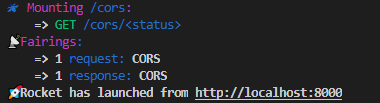 🛰 Mounting /cors:
=> GET /cors/<status>
📡Fairings:
=> 1 request: CORS
=> 1 response: CORS
🚀Rocket has launched from http://localhost:8000